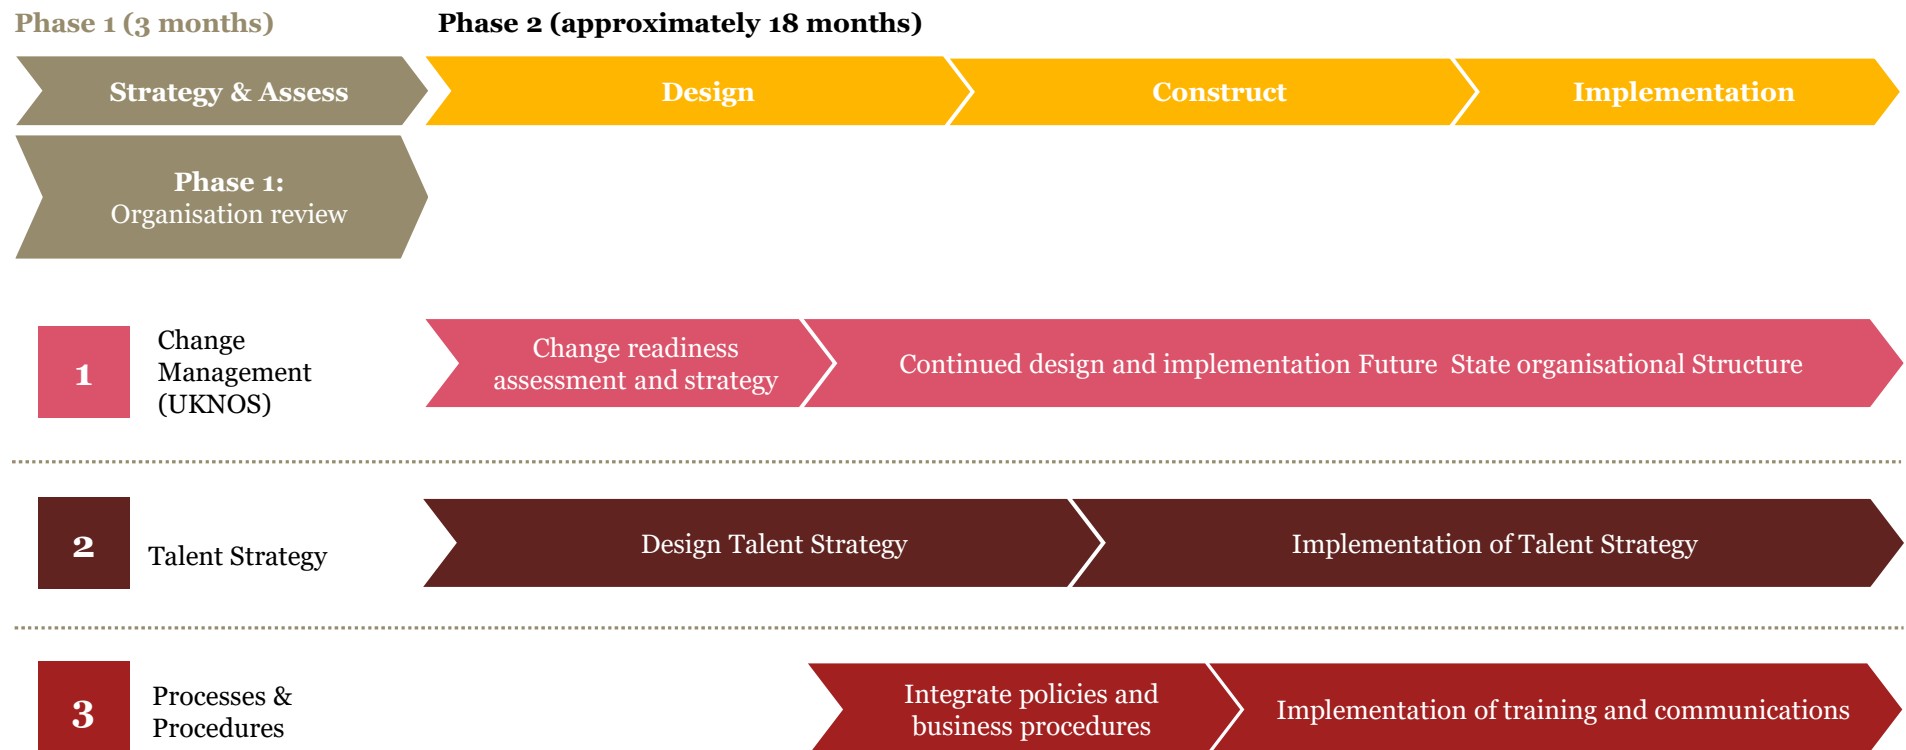 Phase 1 (3 months)
Phase 2 (approximately 18 months)
Strategy & Assess
Design
Construct
Implementation
Phase 1:
Organisation review
1
Change
Management
(UKNOS)
Change readiness
assessment and strategy
Continued design and implementation Future State organisational Structure
2
Talent Strategy
Design Talent Strategy
Implementation of Talent Strategy
3
Processes &
Procedures
Integrate policies and
business procedures
Implementation of training and communications